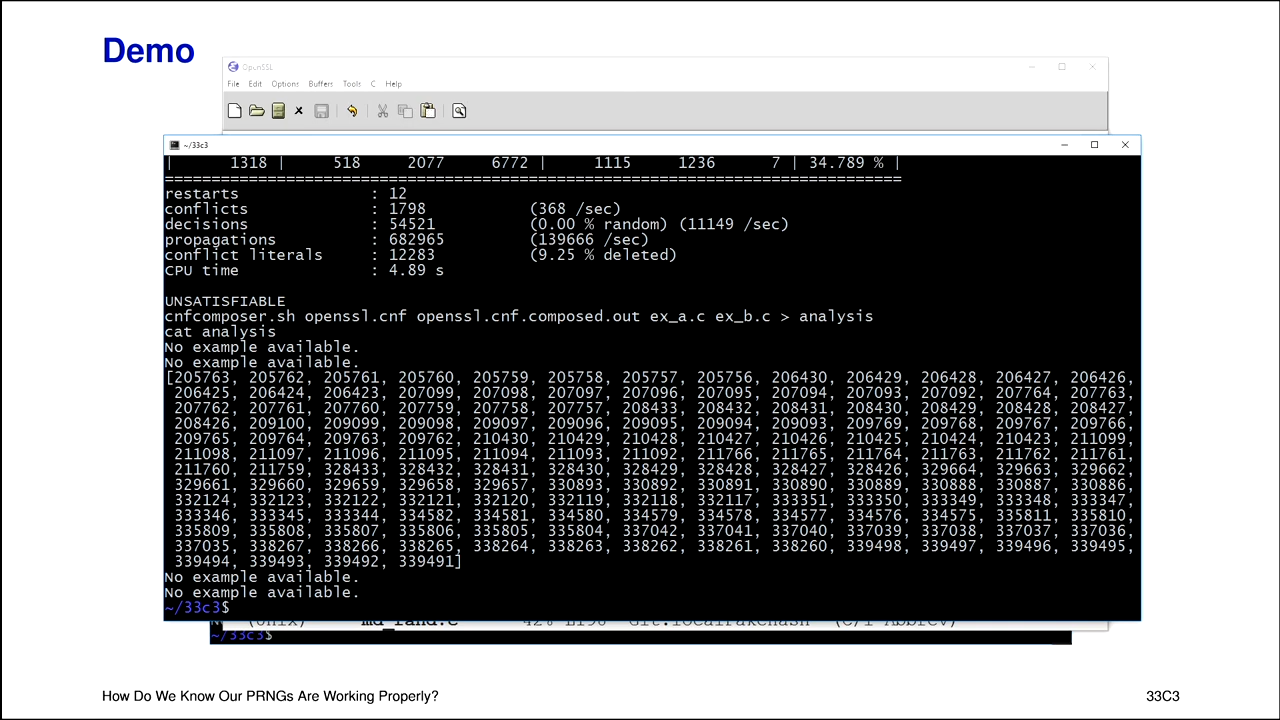 Demo
OpenSSL
File Edit Options Buffers Tools C Help
~/33c3
| 1318 | 518 2077 6772 | 1115 1236 7 | 34.789 % |
===============================================================================
restarts : 12
conflicts : 1798 (368 /sec)
decisions : 54521 (0.00 % random) (11149 /sec)
propagations : 682965 (139666 /sec)
conflict literals : 12283 (9.25 % deleted)
CPU time : 4.89 s
UNSATISFIABLE
cnfcomposer.sh openssl.cnf openssl.cnf.composed.out ex_a.c ex_b.c > analysis
cat analysis
No example available.
No example available.
[205763, 205762, 205761, 205760, 205759, 205758, 205757, 205756, 206430, 206429, 206428, 206427, 206426,
206425, 206424, 206423, 207099, 207098, 207097, 207096, 207095, 207094, 207093, 207092, 207764, 207763,
207762, 207761, 207760, 207759, 207758, 207757, 208433, 208432, 208431, 208430, 208429, 208428, 208427,
208426, 209100, 209099, 209098, 209097, 209096, 209095, 209094, 209093, 209769, 209768, 209767, 209766,
209765, 209764, 209763, 209762, 210430, 210429, 210428, 210427, 210426, 210425, 210424, 210423, 211099,
211098, 211097, 211096, 211095, 211094, 211093, 211092, 211766, 211765, 211764, 211763, 211762, 211761,
211760, 211759, 328433, 328432, 328431, 328430, 328429, 328428, 328427, 328426, 329664, 329663, 329662,
329661, 329660, 329659, 329658, 329657, 330893, 330892, 330891, 330890, 330889, 330888, 330887, 330886,
332124, 332123, 332122, 332121, 332120, 332119, 332118, 332117, 333351, 333350, 333349, 333348, 333347,
333346, 333345, 333344, 334582, 334581, 334580, 334579, 334578, 334577, 334576, 334575, 335811, 335810,
335809, 335808, 335807, 335806, 335805, 335804, 337042, 337041, 337040, 337039, 337038, 337037, 337036,
337035, 338267, 338266, 338265, 338264, 338263, 338262, 338261, 338260, 339498, 339497, 339496, 339495,
339494, 339493, 339492, 339491]
No example available.
No example available.
~/33c3$
~/33c3$
How Do We Know Our PRNGs Are Working Properly?
33C3